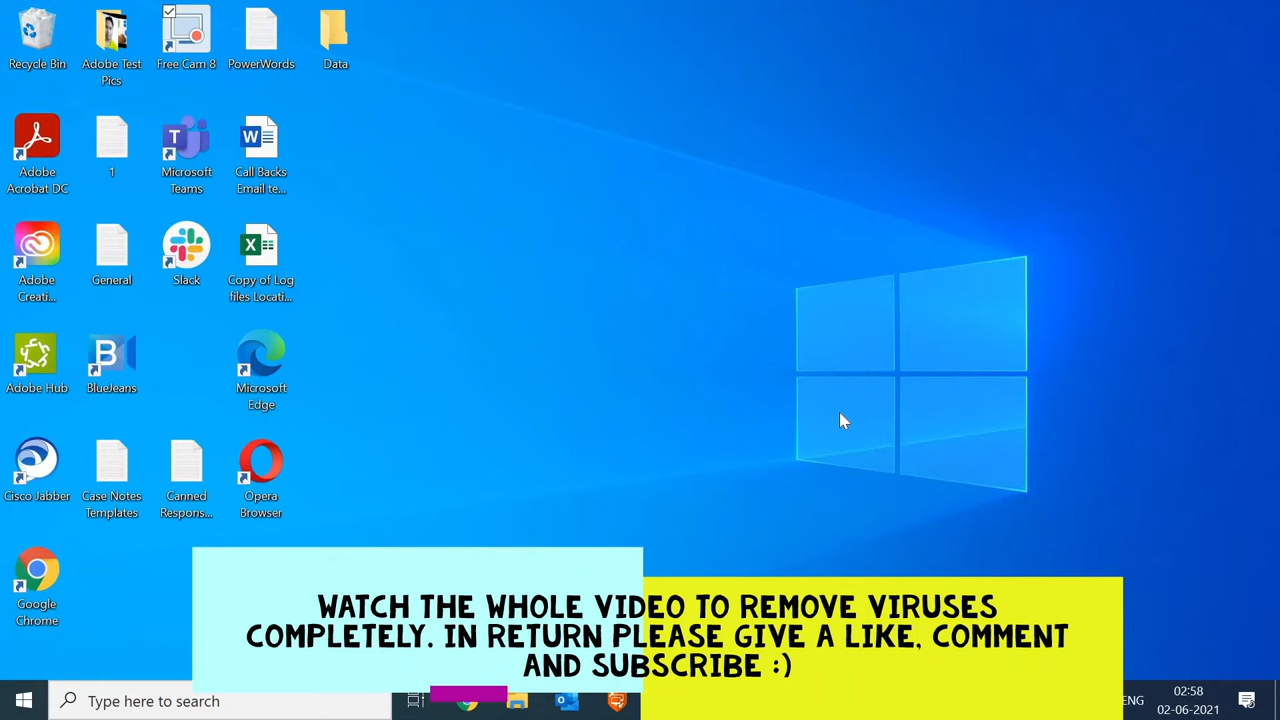 Recycle Bin
Adobe Test
Pics
Free Cam 8
PowerWords
Data
Adobe
Acrobat DC
1
Microsoft
Teams
Call Backs
Email te...
Adobe
Creati...
General
Slack
Copy of Log
files Locati...
Adobe Hub
BlueJeans
Microsoft
Edge
Cisco Jabber
Case Notes
Templates
Canned
Respons...
Opera
Browser
Google
Chrome
WATCH THE WHOLE VIDEO TO REMOVE VIRUSES
COMPLETELY. IN RETURN PLEASE GIVE A LIKE, COMMENT
AND SUBSCRIBE :)
Type here to search
ENG
02:58
02-06-2021